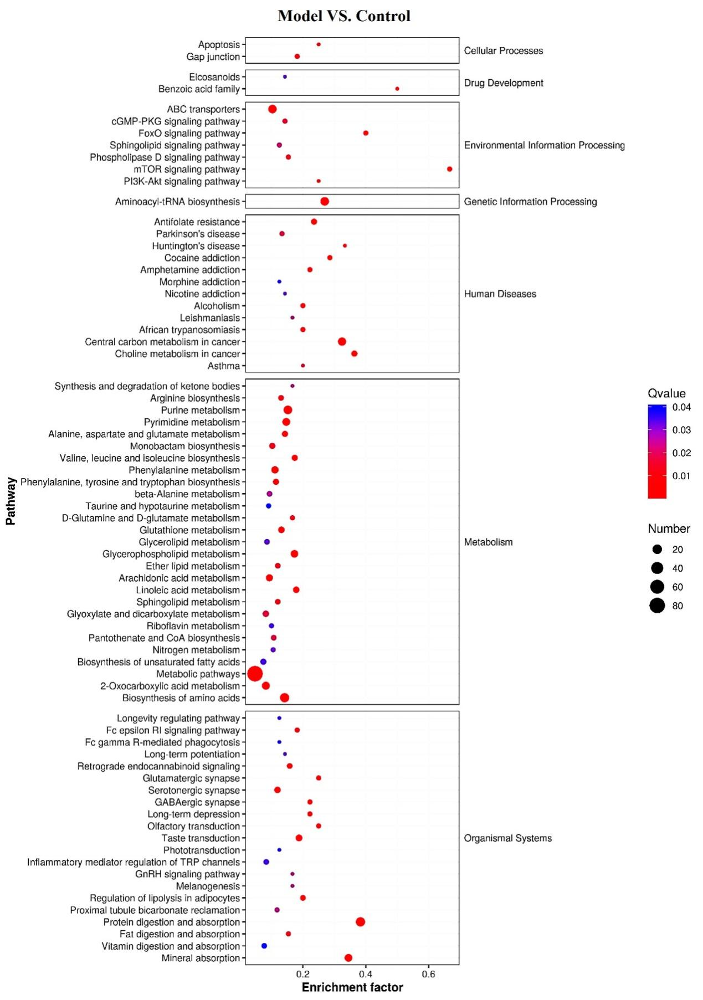 Model VS. Control
Apoptosis
Gap junction
Cellular Processes
Eicosanoids
Benzoic acid family
Drug Development
ABC transporters
cGMP-PKG signaling pathway
FoxO signaling pathway
Sphingolipid signaling pathway
Phospholipase D signaling pathway
mTOR signaling pathway
PI3K-Akt signaling pathway
Environmental Information Processing
Aminoacyl-tRNA biosynthesis
Genetic Information Processing
Antifolate resistance
Parkinson's disease
Huntington's disease
Cocaine addiction
Amphetamine addiction
Morphine addiction
Nicotine addiction
Alcoholism
Leishmaniasis
African trypanosomiasis
Central carbon metabolism in cancer
Choline metabolism in cancer
Asthma
Human Diseases
Synthesis and degradation of ketone bodies
Arginine biosynthesis
Purine metabolism
Pyrimidine metabolism
Alanine, aspartate and glutamate metabolism
Monobactam biosynthesis
Valine, leucine and isoleucine biosynthesis
Phenylalanine metabolism
Phenylalanine, tyrosine and tryptophan biosynthesis
beta-Alanine metabolism
Taurine and hypotaurine metabolism
D-Glutamine and D-glutamate metabolism
Glutathione metabolism
Glycerolipid metabolism
Glycerophospholipid metabolism
Ether lipid metabolism
Arachidonic acid metabolism
Linoleic acid metabolism
Sphingolipid metabolism
Glyoxylate and dicarboxylate metabolism
Riboflavin metabolism
Pantothenate and CoA biosynthesis
Nitrogen metabolism
Biosynthesis of unsaturated fatty acids
Metabolic pathways
2-Oxocarboxylic acid metabolism
Biosynthesis of amino acids
Metabolism
Longevity regulating pathway
Fc epsilon RI signaling pathway
Fc gamma R-mediated phagocytosis
Long-term potentiation
Retrograde endocannabinoid signaling
Glutamatergic synapse
Serotonergic synapse
GABAergic synapse
Long-term depression
Olfactory transduction
Taste transduction
Phototransduction
Inflammatory mediator regulation of TRP channels
GnRH signaling pathway
Melanogenesis
Regulation of lipolysis in adipocytes
Proximal tubule bicarbonate reclamation
Protein digestion and absorption
Fat digestion and absorption
Vitamin digestion and absorption
Mineral absorption
Organismal Systems
Pathway
0.2
0.4
0.6
Enrichment factor
Qvalue
0.04
0.03
0.02
0.01
Number
20
40
60
80